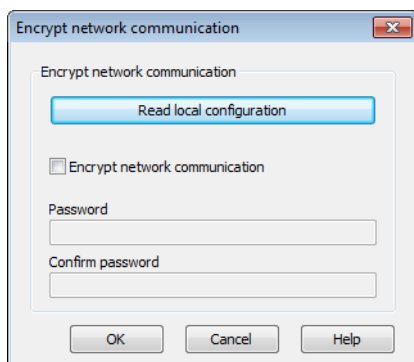 Encrypt network communication
Encrypt network communication
Read local configuration
Encrypt network communication
Password
Confirm password
OK Cancel Help